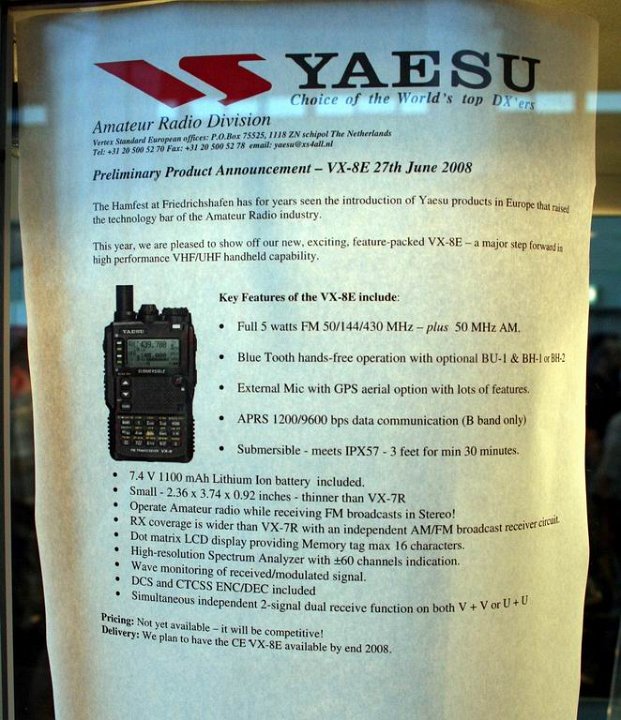 YAESU
Choice of the World's top DX'ers
Amateur Radio Division
Vertex Standard European offices: P.O.Box 75525, 1118 ZN schipol The Netherlands
Tel: +31 20 500 52 70 Fax: +31 20 500 52 78 email: yaesu@xs4all.nl
Preliminary Product Announcement – VX-8E 27th June 2008
The Hamfest at Friedrichshafen has for years seen the introduction of Yaesu products in Europe that raised
the technology bar of the Amateur Radio industry.
This year, we are pleased to show off our new, exciting, feature-packed VX-8E – a major step forward in
high performance VHF/UHF handheld capability.
Key Features of the VX-8E include:
• Full 5 watts FM 50/144/430 MHz – plus 50 MHz AM.
• Blue Tooth hands-free operation with optional BU-1 & BH-1 or BH-2
• External Mic with GPS aerial option with lots of features.
• APRS 1200/9600 bps data communication (B band only)
• Submersible - meets IPX57 - 3 feet for min 30 minutes.
YAESU
439.700
SUBMERSIBLE
• 7.4 V 1100 mAh Lithium Ion battery included.
• Small - 2.36 x 3.74 x 0.92 inches - thinner than VX-7R
• Operate Amateur radio while receiving FM broadcasts in Stereo!
• RX coverage is wider than VX-7R with an independent AM/FM broadcast receiver circuit.
• Dot matrix LCD display providing Memory tag max 16 characters.
• High-resolution Spectrum Analyzer with ±60 channels indication.
• Wave monitoring of received/modulated signal.
• DCS and CTCSS ENC/DEC included
• Simultaneous independent 2-signal dual receive function on both V + V or U + U
Pricing: Not yet available – it will be competitive!
Delivery: We plan to have the CE VX-8E available by end 2008.